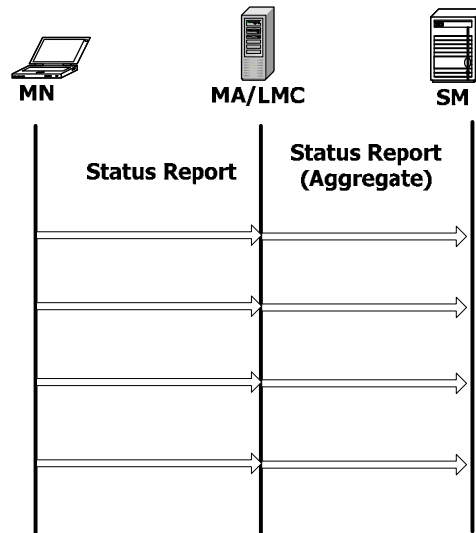 MN
MA/LMC
SM
Status Report
Status Report
(Aggregate)